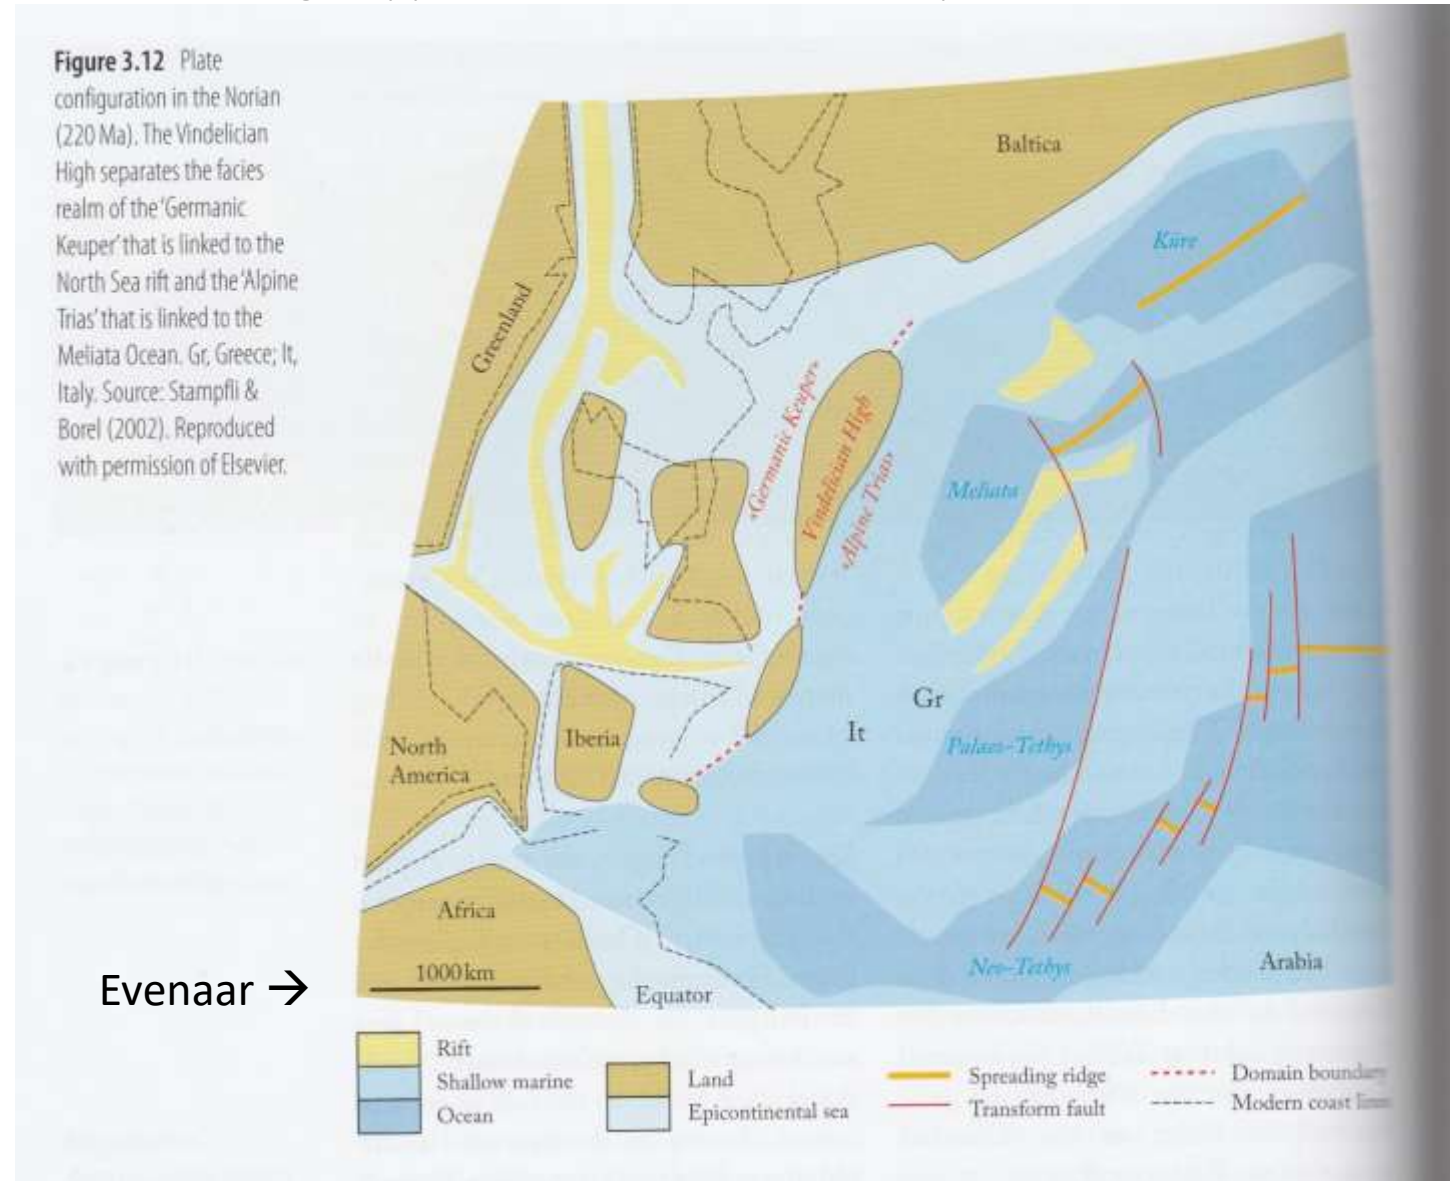 Figure 3.12 Plate
configuration in the Norian
(220 Ma). The Vindelician
High separates the facies
realm of the ‘Germanic
Keuper’ that is linked to the
North Sea rift and the ‘Alpine
Trias’ that is linked to the
Meliata Ocean. Gr, Greece; It,
Italy. Source: Stampfli &
Borel (2002). Reproduced
with permission of Elsevier.
Baltica
Küre
Greenland
«Germanic Keuper»
Vindelician High
«Alpine Trias»
Meliata
Gr
It
Palaeo-Tethys
North
America
Iberia
Africa
1000 km
Evenaar →
Equator
Neo-Tethys
Arabia
Rift
Shallow marine
Ocean
Land
Epicontinental sea
Spreading ridge
Transform fault
Domain boundary
Modern coast lines